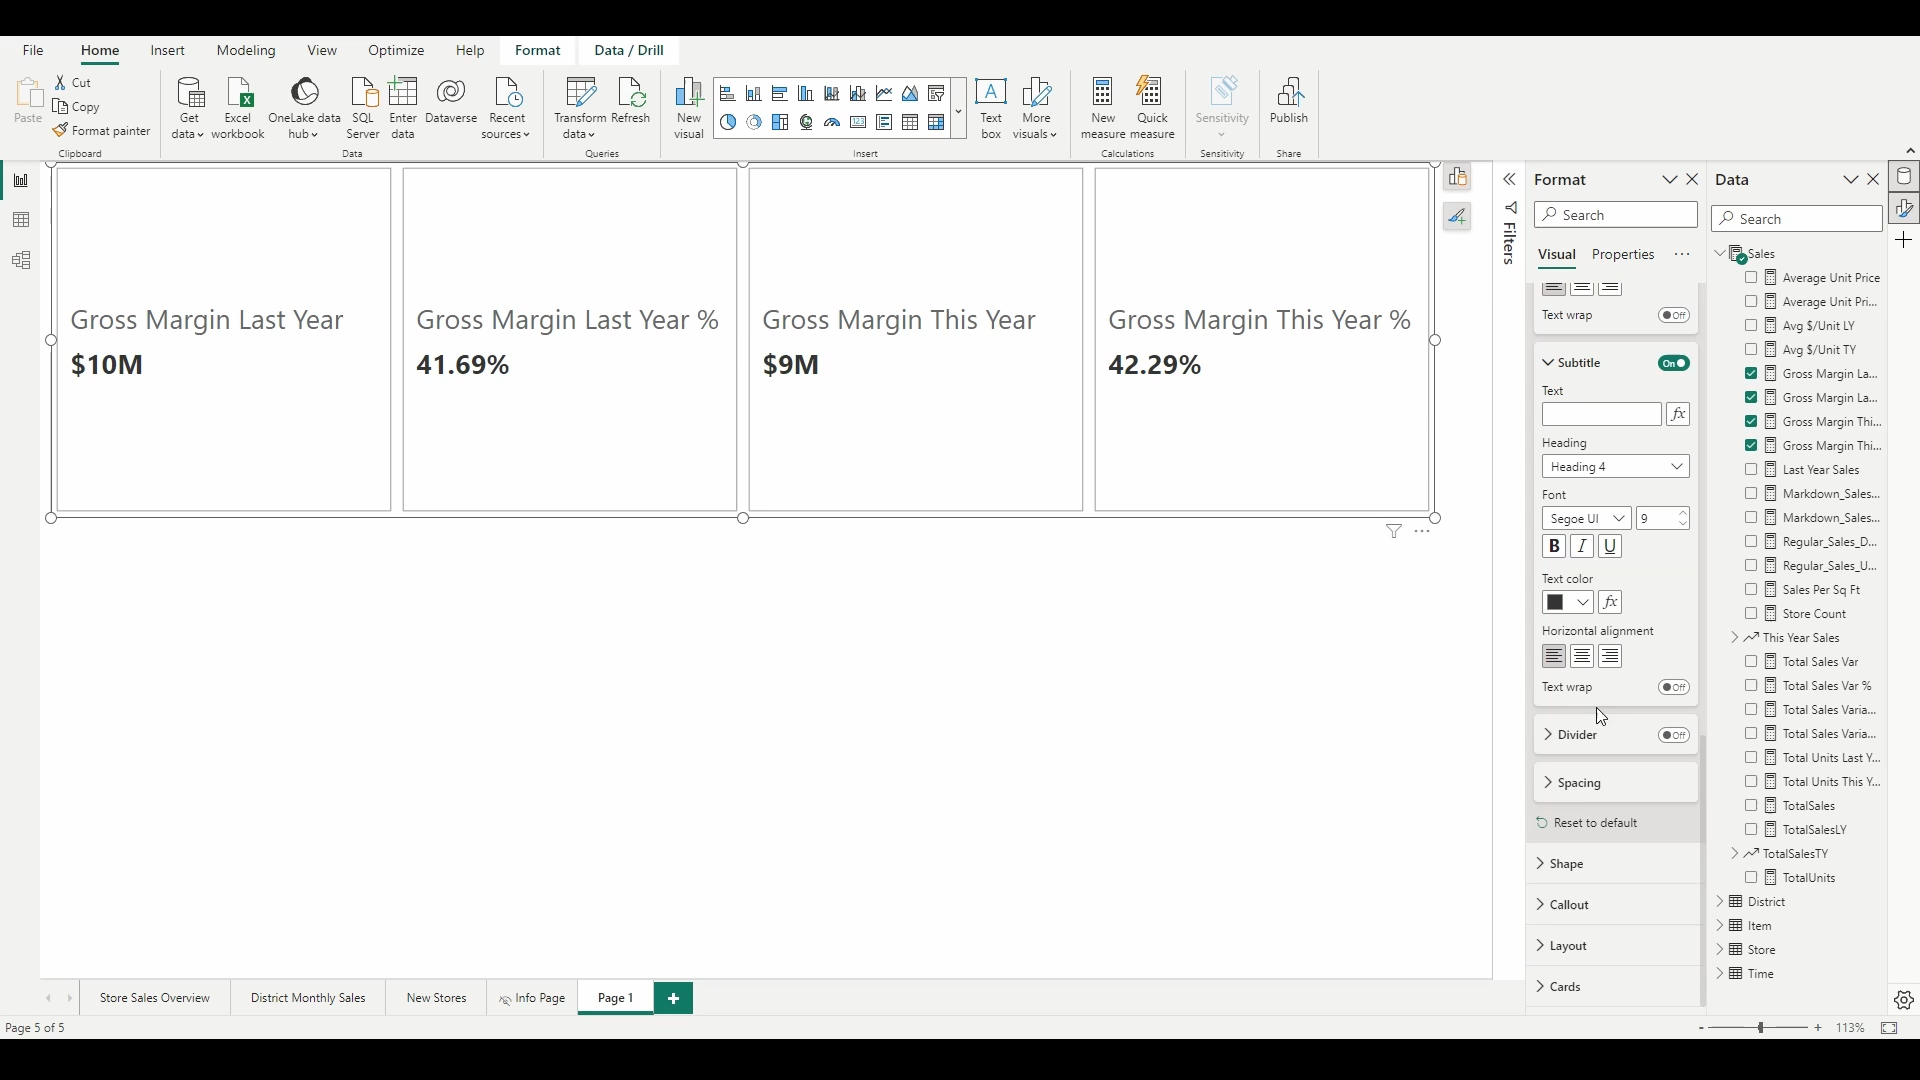 File
Home
Insert
Modeling
View
Optimize
Help
Format
Data / Drill
Paste
Cut
Copy
Format painter
Clipboard
Get data
Excel workbook
OneLake data hub
SQL Server
Enter data
Dataverse
Recent sources
Data
Transform data
Refresh
Queries
New visual
Text box
More visuals
Insert
New measure
Quick measure
Calculations
Sensitivity
Sensitivity
Publish
Share
Gross Margin Last Year
$10M
Gross Margin Last Year %
41.69%
Gross Margin This Year
$9M
Gross Margin This Year %
42.29%
Filters
Format
Search
Visual
Properties
Text wrap
Off
Subtitle
On
Text
fx
Heading
Heading 4
Font
Segoe UI
9
B
I
U
Text color
fx
Horizontal alignment
Text wrap
Off
Divider
Off
Spacing
Reset to default
Shape
Callout
Layout
Cards
Data
Search
Sales
Average Unit Price
Average Unit Pri...
Avg $/Unit LY
Avg $/Unit TY
Gross Margin La...
Gross Margin La...
Gross Margin Thi...
Gross Margin Thi...
Last Year Sales
Markdown_Sales...
Markdown_Sales...
Regular_Sales_D...
Regular_Sales_U...
Sales Per Sq Ft
Store Count
This Year Sales
Total Sales Var
Total Sales Var %
Total Sales Varia...
Total Sales Varia...
Total Units Last Y...
Total Units This Y...
TotalSales
TotalSalesLY
TotalSalesTY
TotalUnits
District
Item
Store
Time
Store Sales Overview
District Monthly Sales
New Stores
Info Page
Page 1
Page 5 of 5
113%